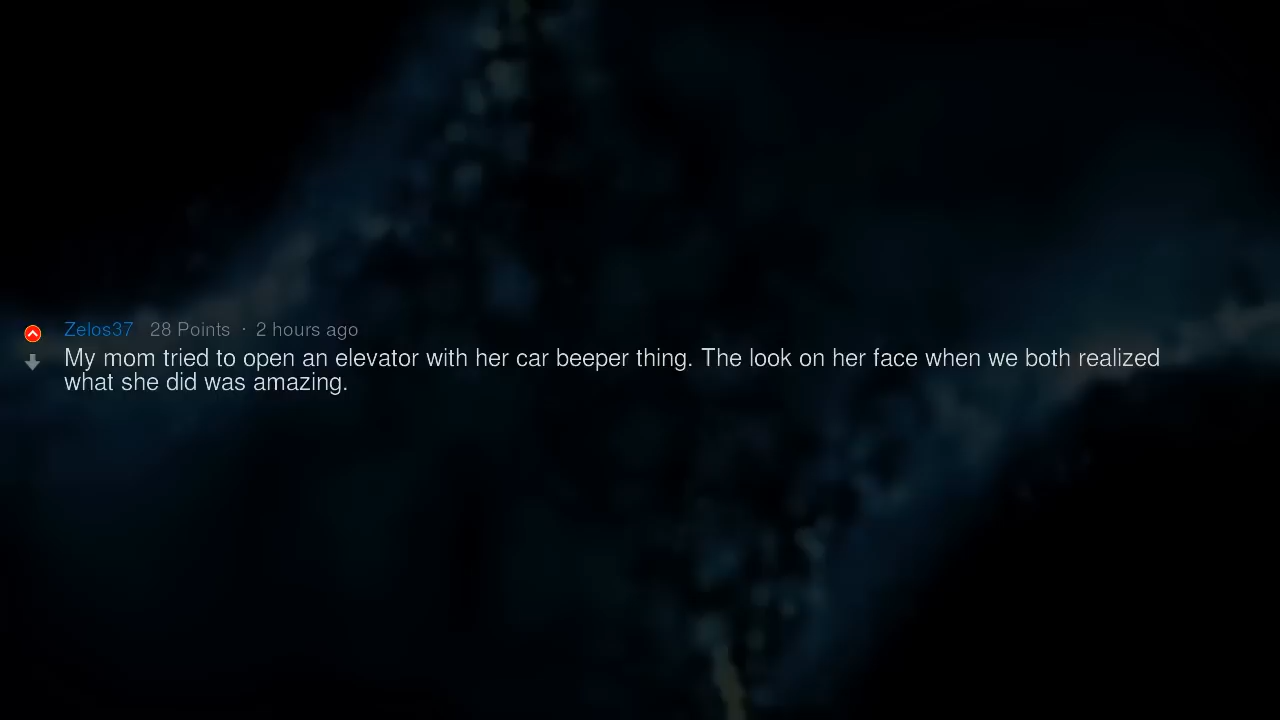 Zelos37 28 Points · 2 hours ago
My mom tried to open an elevator with her car beeper thing. The look on her face when we both realized
what she did was amazing.